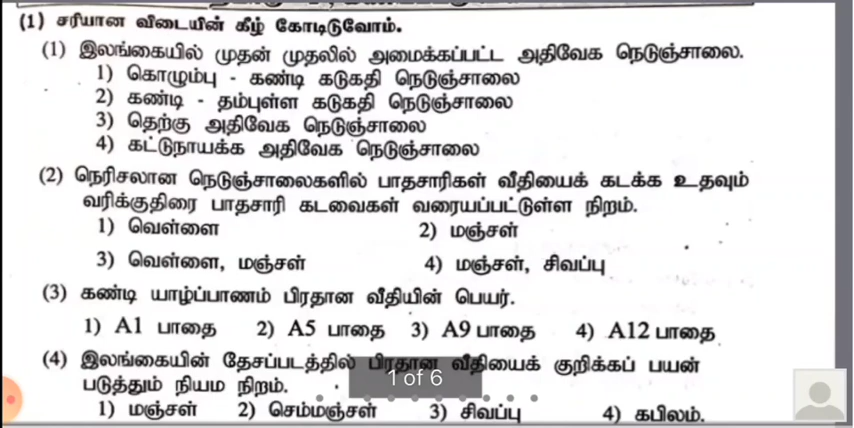 (1) சரியான விடையின் கீழ் கோடிடுவோம்.
(1) இலங்கையில் முதன் முதலில் அமைக்கப்பட்ட அதிவேக நெடுஞ்சாலை.
1) கொழும்பு - கண்டி கடுகதி நெடுஞ்சாலை
2) கண்டி - தம்புள்ள கடுகதி நெடுஞ்சாலை
3) தெற்கு அதிவேக நெடுஞ்சாலை
4) கட்டுநாயக்க அதிவேக நெடுஞ்சாலை
(2) நெரிசலான நெடுஞ்சாலைகளில் பாதசாரிகள் வீதியைக் கடக்க உதவும்
வரிக்குதிரை பாதசாரி கடவைகள் வரையப்பட்டுள்ள நிறம்.
1) வெள்ளை 2) மஞ்சள்
3) வெள்ளை, மஞ்சள் 4) மஞ்சள், சிவப்பு
(3) கண்டி யாழ்ப்பாணம் பிரதான வீதியின் பெயர்.
1) A1 பாதை 2) A5 பாதை 3) A9 பாதை 4) A12 பாதை
(4) இலங்கையின் தேசப்படத்தில் பிரதான வீதியைக் குறிக்கப் பயன்
படுத்தும் நியம நிறம்.
1 of 6
1) மஞ்சள் 2) செம்மஞ்சள் 3) சிவப்பு 4) கபிலம்.